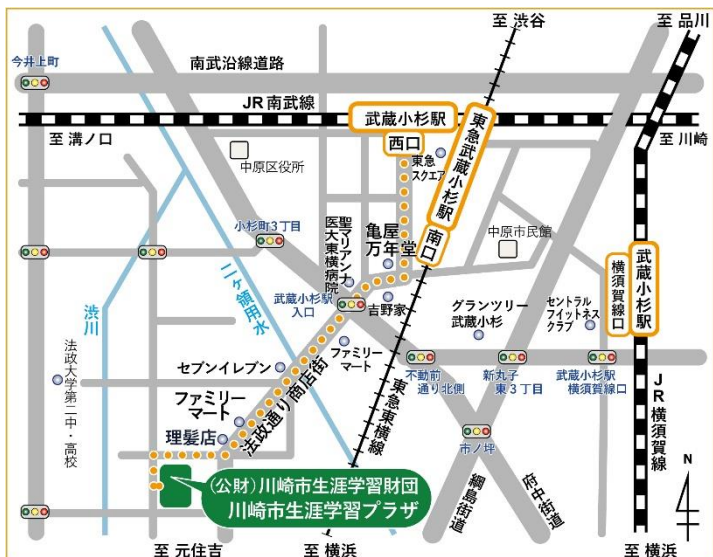 至 渋谷
至 品川
今井上町
南武沿線道路
JR 南武線
武蔵小杉駅
西口
至 溝ノ口
至 川崎
中原区役所
東急
スクエア
東急武蔵小杉駅
南口
小杉町3丁目
聖マリアンナ
医大東横病院
亀屋
万年堂
中原市民館
武蔵小杉駅
横須賀線口
武蔵小杉駅
入口
吉野家
グランツリー
武蔵小杉
セントラル
フィットネス
クラブ
二ヶ領用水
渋川
セブンイレブン
ファミリー
マート
不動前
通り北側
新丸子
東3丁目
武蔵小杉駅
横須賀線口
法政大学第二中・高校
ファミリー
マート
法政通り商店街
東急東横線
JR 横須賀線
理髪店
市ノ坪
(公財)川崎市生涯学習財団
川崎市生涯学習プラザ
綱島街道
府中街道
N
至 元住吉
至 横浜
至 横浜